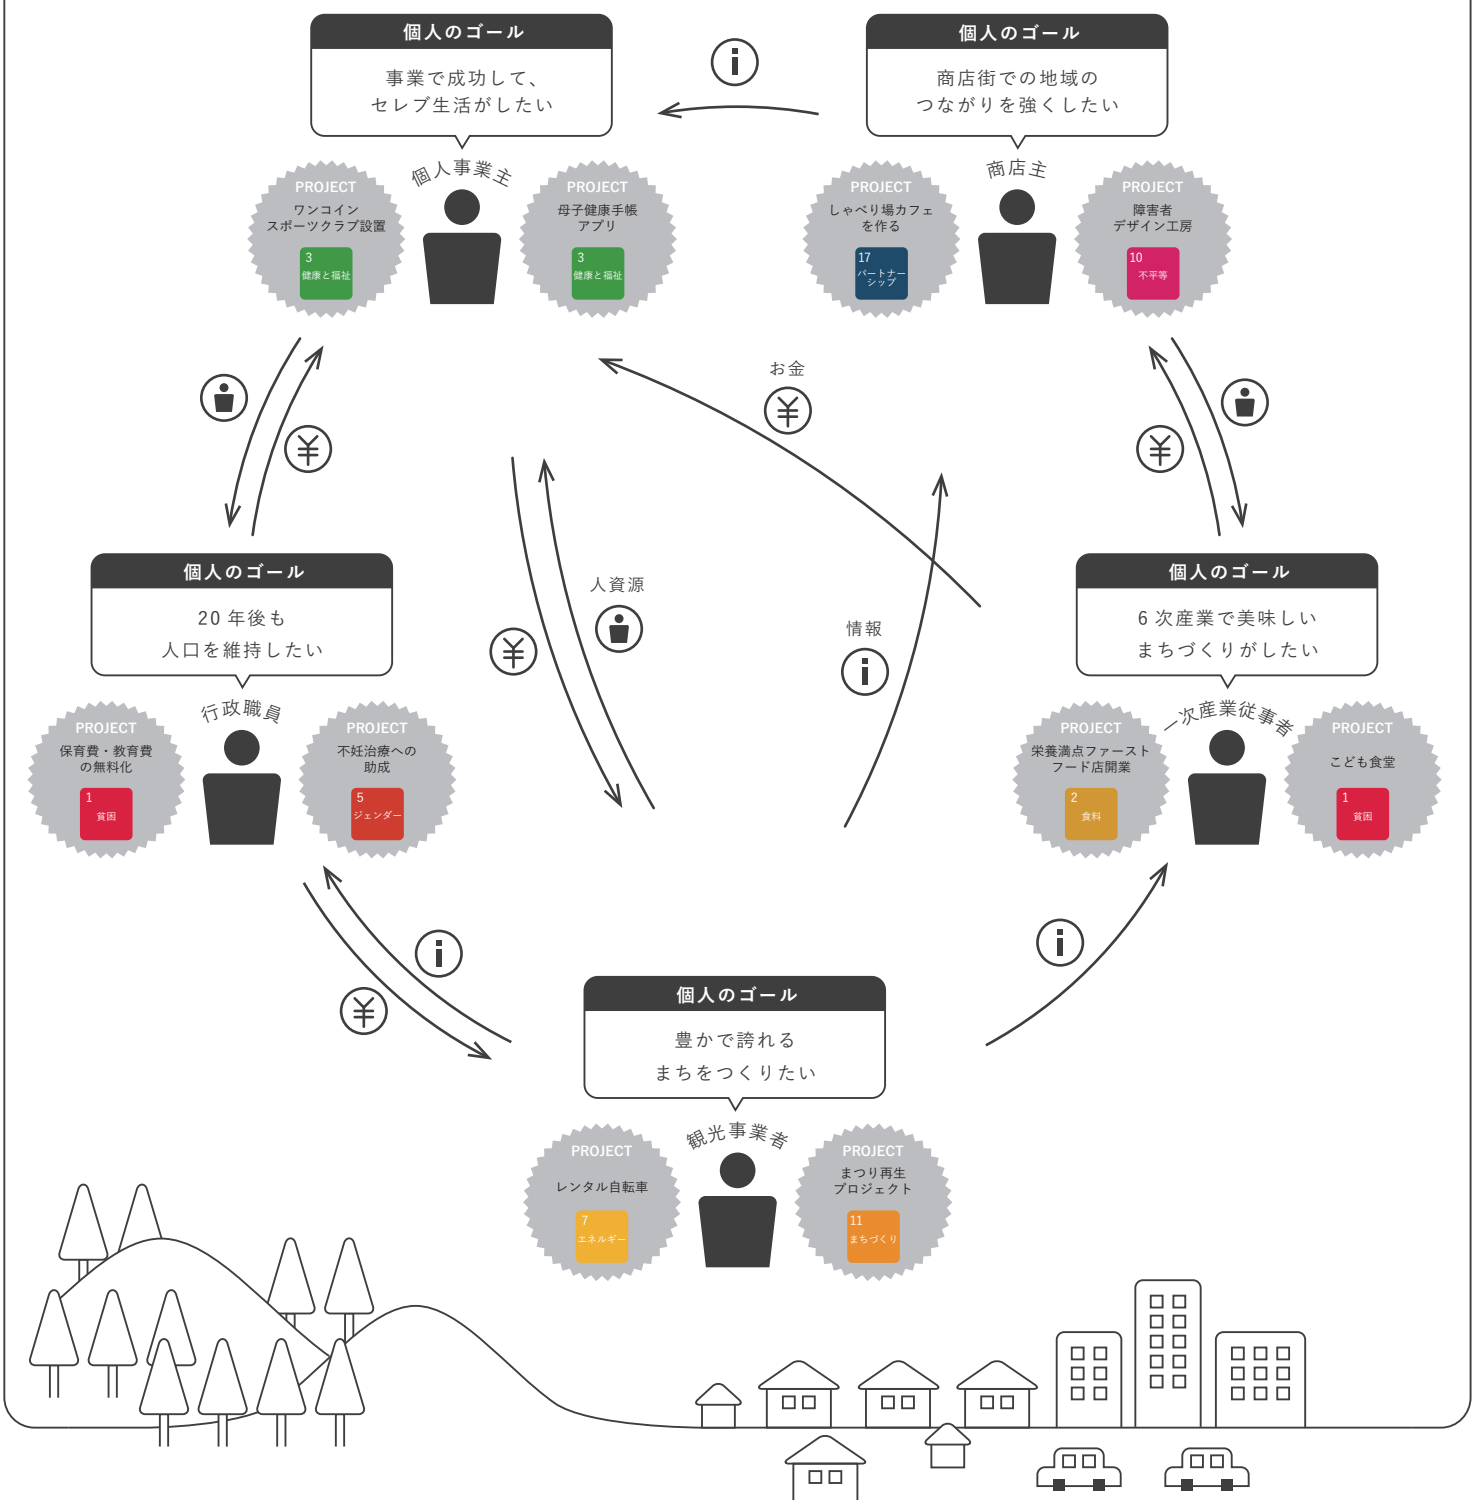 個人のゴール
事業で成功して、
セレブ生活がしたい
個人のゴール
商店街での地域の
つながりを強くしたい
個人事業主
PROJECT
ワンコイン
スポーツクラブ設置
3
健康と福祉
PROJECT
母子健康手帳
アプリ
3
健康と福祉
商店主
PROJECT
しゃべり場カフェ
を作る
17
パートナー
シップ
PROJECT
障害者
デザイン工房
10
不平等
お金
¥
¥
¥
人資源
¥
情報
個人のゴール
20 年後も
人口を維持したい
個人のゴール
6 次産業で美味しい
まちづくりがしたい
行政職員
PROJECT
保育費・教育費
の無料化
1
貧困
PROJECT
不妊治療への
助成
5
ジェンダー
一次産業従事者
PROJECT
栄養満点ファースト
フード店開業
2
食料
PROJECT
こども食堂
1
貧困
¥
個人のゴール
豊かで誇れる
まちをつくりたい
観光事業者
PROJECT
レンタル自転車
7
エネルギー
PROJECT
まつり再生
プロジェクト
11
まちづくり